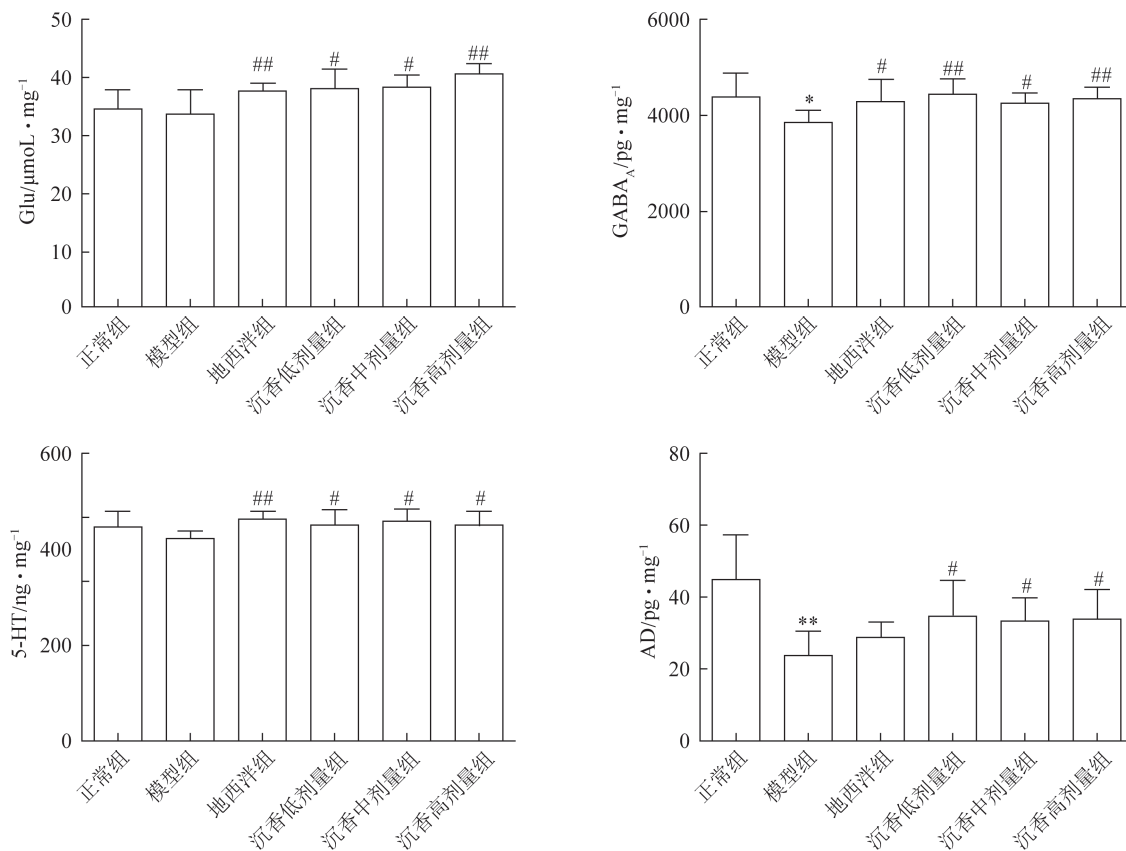 50
40
30
20
10
0
Glu/μmoL·mg⁻¹
##
#
#
##
正常组
模型组
地西泮组
沉香低剂量组
沉香中剂量组
沉香高剂量组
6000
4000
2000
0
GABA_A/pg·mg⁻¹
*
#
##
#
##
正常组
模型组
地西泮组
沉香低剂量组
沉香中剂量组
沉香高剂量组
600
400
200
0
5-HT/ng·mg⁻¹
##
#
#
#
正常组
模型组
地西泮组
沉香低剂量组
沉香中剂量组
沉香高剂量组
80
60
40
20
0
AD/pg·mg⁻¹
**
#
#
#
正常组
模型组
地西泮组
沉香低剂量组
沉香中剂量组
沉香高剂量组